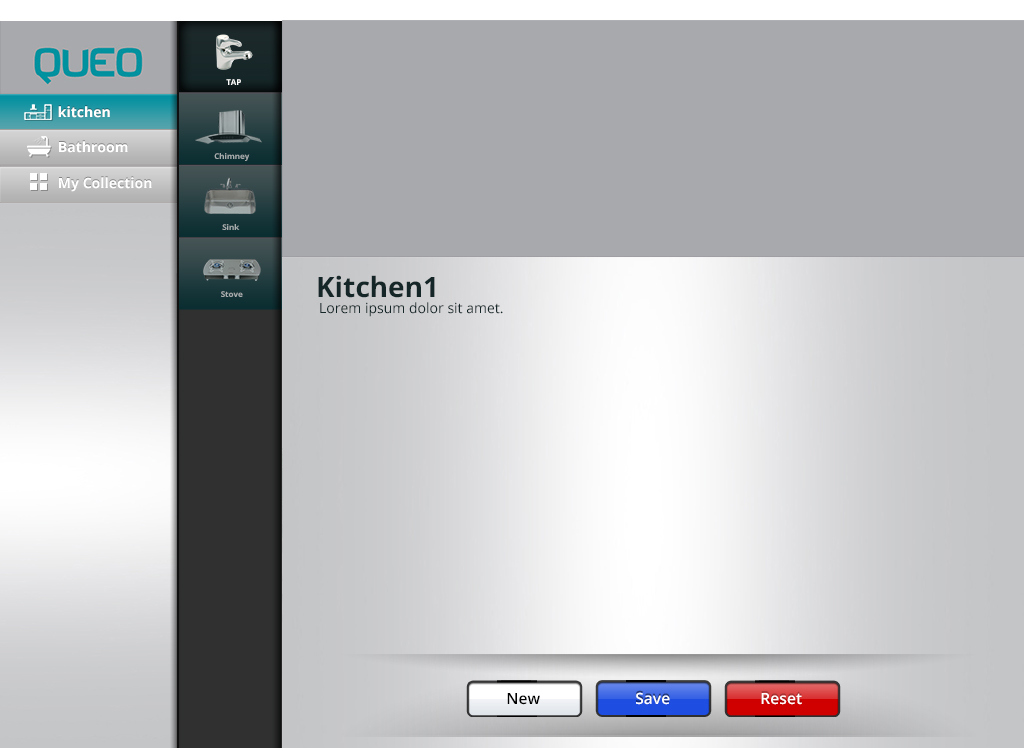 QUEO
kitchen
Bathroom
My Collection
TAP
Chimney
Sink
Stove
Kitchen1
Lorem ipsum dolor sit amet.
New
Save
Reset